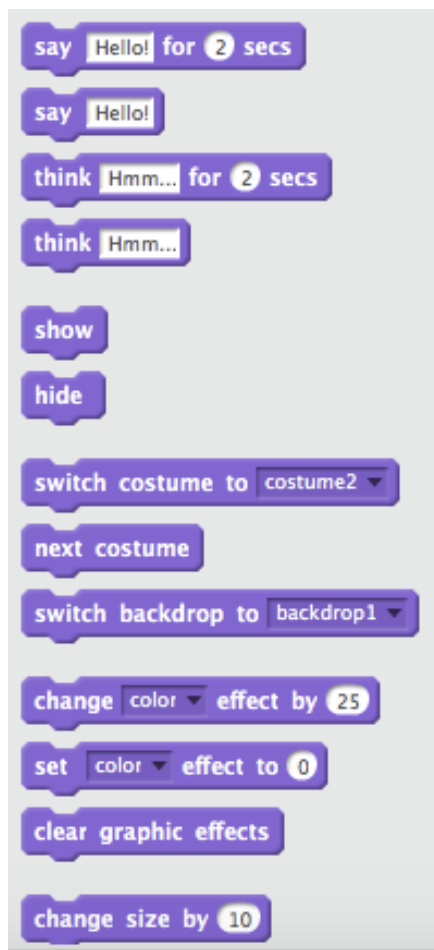 say Hello! for 2 secs
say Hello!
think Hmm... for 2 secs
think Hmm...
show
hide
switch costume to costume2
next costume
switch backdrop to backdrop1
change color effect by 25
set color effect to 0
clear graphic effects
change size by 10